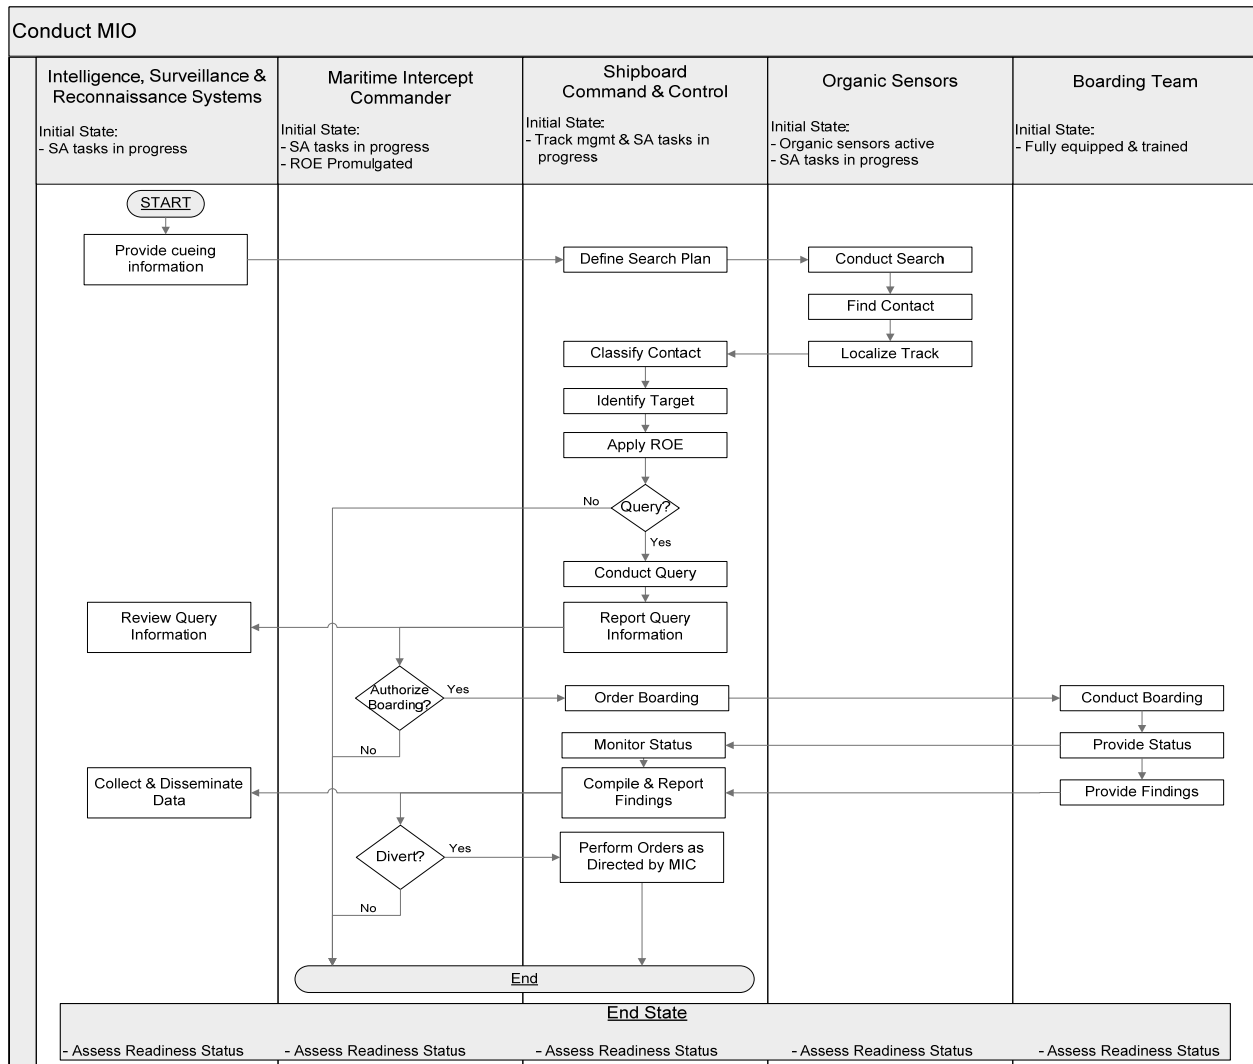 Conduct MIO
Intelligence, Surveillance &
Reconnaissance Systems
Initial State:
- SA tasks in progress
Maritime Intercept
Commander
Initial State:
- SA tasks in progress
- ROE Promulgated
Shipboard
Command & Control
Initial State:
- Track mgmt & SA tasks in
progress
Organic Sensors
Initial State:
- Organic sensors active
- SA tasks in progress
Boarding Team
Initial State:
- Fully equipped & trained
START
Provide cueing
information
Define Search Plan
Conduct Search
Find Contact
Classify Contact
Localize Track
Identify Target
Apply ROE
No
Query?
Yes
Conduct Query
Review Query
Information
Report Query
Information
Authorize
Boarding?
Yes
Order Boarding
Conduct Boarding
No
Monitor Status
Provide Status
Collect & Disseminate
Data
Compile & Report
Findings
Provide Findings
Divert?
Yes
Perform Orders as
Directed by MIC
No
End
End State
- Assess Readiness Status
- Assess Readiness Status
- Assess Readiness Status
- Assess Readiness Status
- Assess Readiness Status